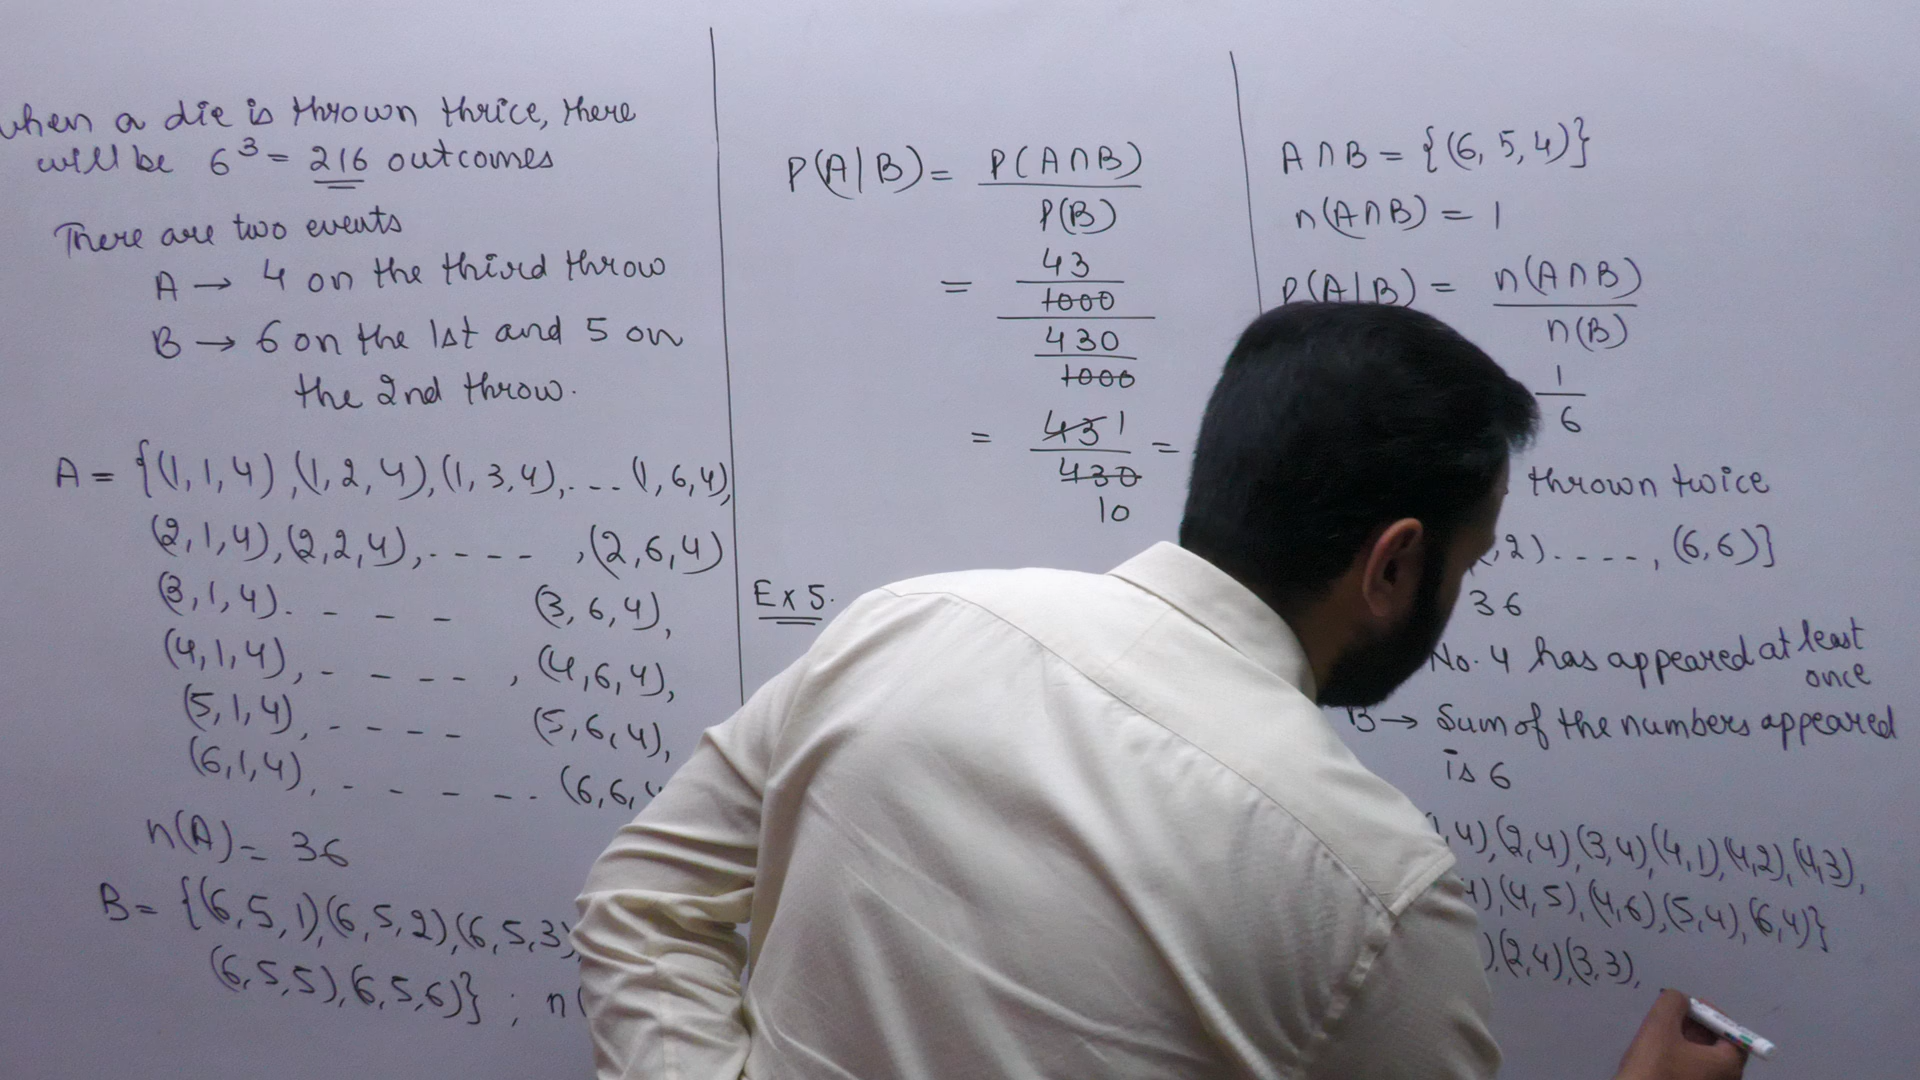 when a die is thrown thrice, there
will be 6³ = 216 outcomes
There are two events
A → 4 on the third throw
B → 6 on the 1st and 5 on
the 2nd throw.
A = {(1,1,4),(1,2,4),(1,3,4),...(1,6,4),
(2,1,4),(2,2,4),.----,(2,6,4)
(3,1,4).--- (3,6,4),
(4,1,4),----,(4,6,4),
(5,1,4),---- (5,6,4),
(6,1,4),.-----(6,6,4
n(A) = 36
B = {(6,5,1),(6,5,2),(6,5,3),
(6,5,5),(6,5,6)} ; n(
P(A|B) = P(A∩B)
P(B)
= 43
1000
430
1000
= 43 1 =
430
10
Ex 5.
A∩B = {(6,5,4)}
n(A∩B) = 1
P(A|B) = n(A∩B)
n(B)
1
6
thrown twice
,2)....,(6,6)}
36
No. 4 has appeared at least
once
B → Sum of the numbers appeared
is 6
,4),(2,4),(3,4),(4,1),(4,2),(4,3),
4),(4,5),(4,6),(5,4),(6,4)}
),(2,4),(3,3),